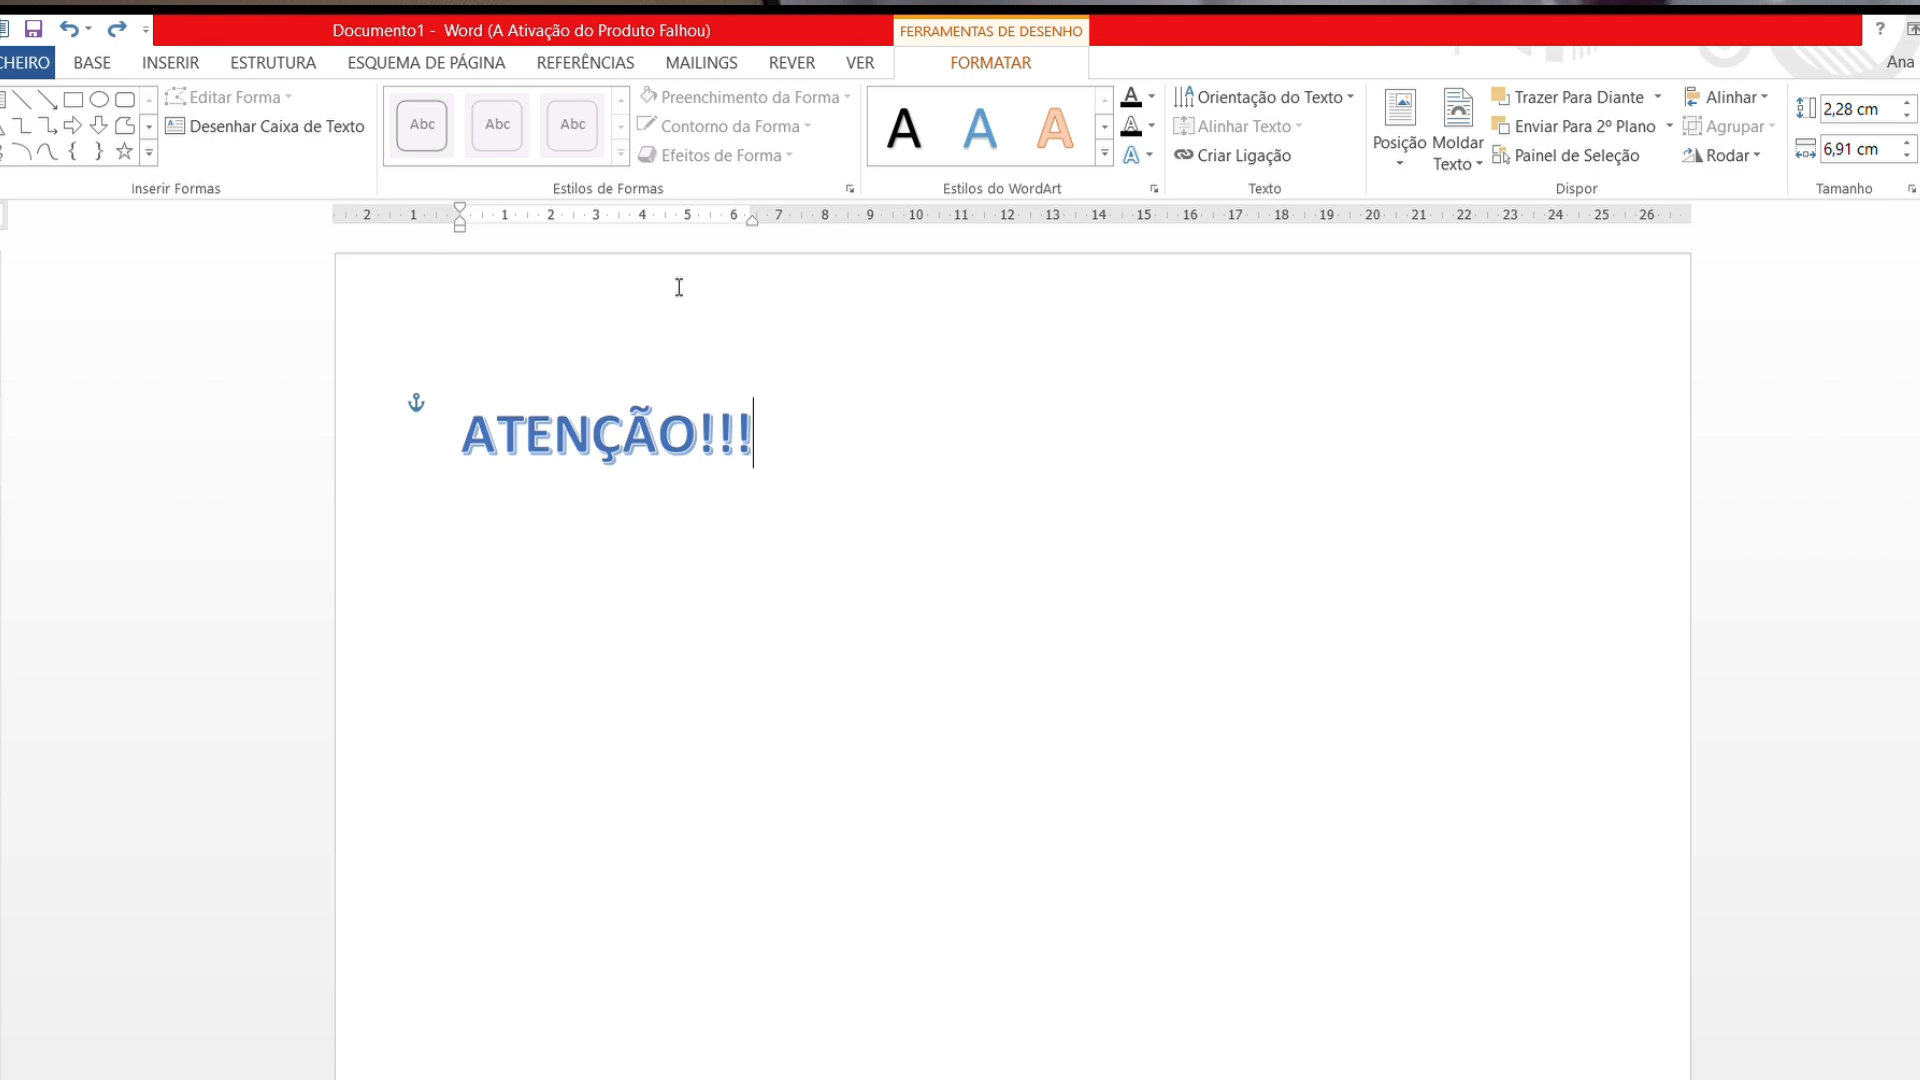 Documento1 - Word (A Ativação do Produto Falhou)
FERRAMENTAS DE DESENHO
?
CHEIRO BASE INSERIR ESTRUTURA ESQUEMA DE PÁGINA REFERÊNCIAS MAILINGS REVER VER FORMATAR Ana
Editar Forma
Desenhar Caixa de Texto
Inserir Formas
Abc Abc Abc
Preenchimento da Forma
Contorno da Forma
Efeitos de Forma
Estilos de Formas
A A A
Estilos do WordArt
Orientação do Texto
Alinhar Texto
Criar Ligação
Texto
Posição
Moldar
Texto
Trazer Para Diante
Enviar Para 2º Plano
Painel de Seleção
Alinhar
Agrupar
Rodar
Dispor
2,28 cm
6,91 cm
Tamanho
2 1 1 2 3 4 5 6 7 8 9 10 11 12 13 14 15 16 17 18 19 20 21 22 23 24 25 26
ATENÇÃO!!!